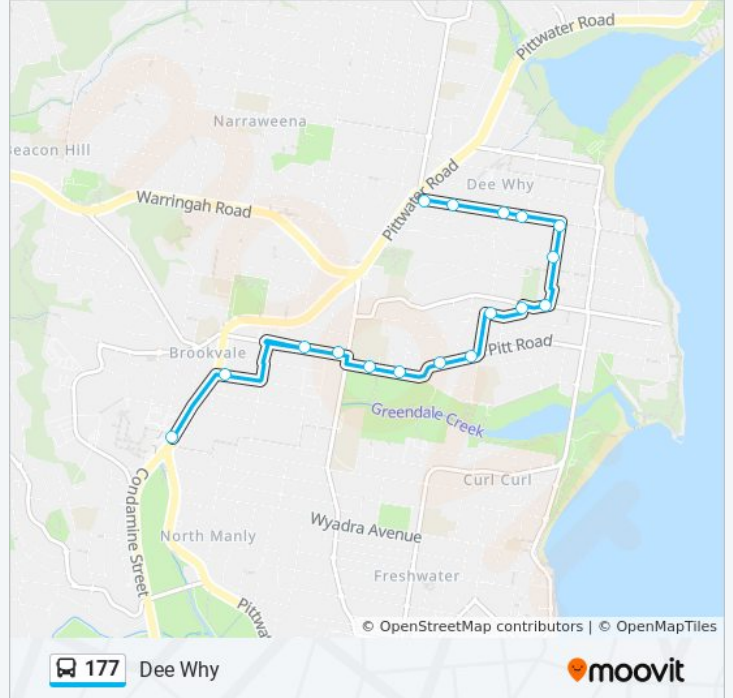 Pittwater Road
Narraweena
eacon Hill
Dee Why
Pittwater Road
Warringah Road
Brookvale
Pitt Road
Greendale Creek
Curl Curl
Condamine Street
Wyadra Avenue
North Manly
Freshwater
Pittwa
© OpenStreetMap contributors | © OpenMapTiles
177 Dee Why
moovit